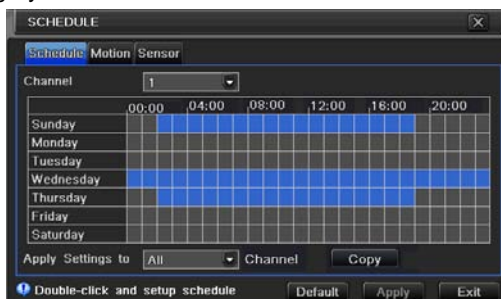 SCHEDULE
Schedule Motion Sensor
Channel 1
00:00 04:00 08:00 12:00 16:00 20:00
Sunday
Monday
Tuesday
Wednesday
Thursday
Friday
Saturday
Apply Settings to All Channel Copy
Double-click and setup schedule Default Apply Exit